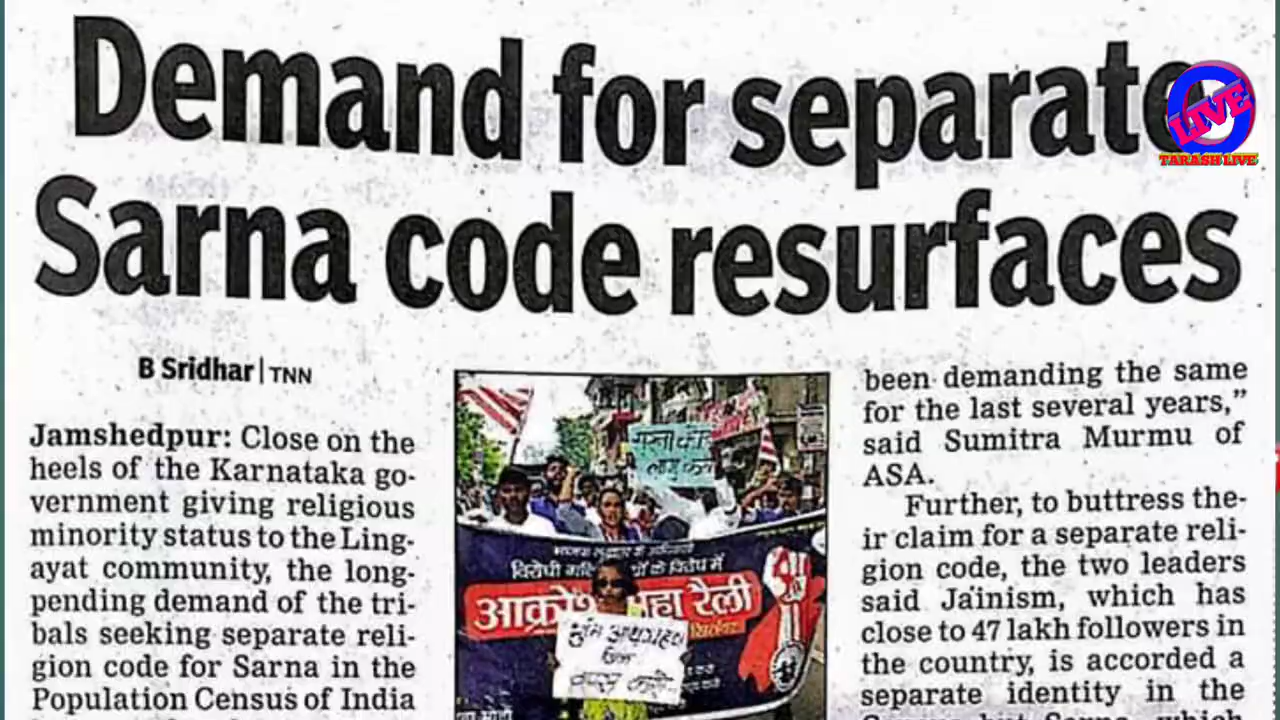 Demand for separate
Sarna code resurfaces
LIVE
TARASH LIVE
B Sridhar | TNN
Jamshedpur: Close on the
heels of the Karnataka go-
vernment giving religious
minority status to the Ling-
ayat community, the long-
pending demand of the tri-
bals seeking separate reli-
gion code for Sarna in the
Population Census of India
विरोधी
के विरोध में
आक्रोश महा रैली
been demanding the same
for the last several years,”
said Sumitra Murmu of
ASA.
Further, to buttress the-
ir claim for a separate reli-
gion code, the two leaders
said Jainism, which has
close to 47 lakh followers in
the country, is accorded a
separate identity in the